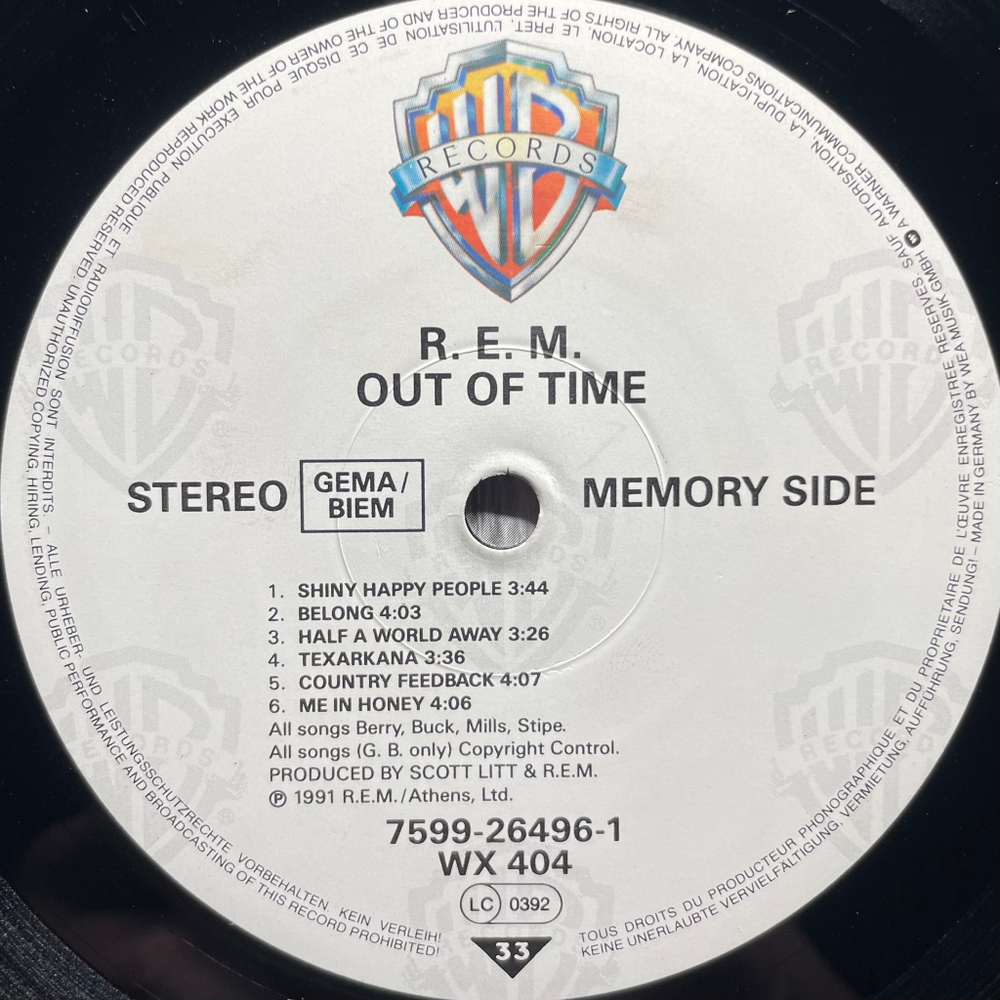 WB
RECORDS
R. E. M.
OUT OF TIME
STEREO
GEMA/
BIEM
MEMORY SIDE
1. SHINY HAPPY PEOPLE 3:44
2. BELONG 4:03
3. HALF A WORLD AWAY 3:26
4. TEXARKANA 3:36
5. COUNTRY FEEDBACK 4:07
6. ME IN HONEY 4:06
All songs Berry, Buck, Mills, Stipe.
All songs (G. B. only) Copyright Control.
PRODUCED BY SCOTT LITT & R.E.M.
℗ 1991 R.E.M./Athens, Ltd.
7599-26496-1
WX 404
LC 0392
33
TOUS DROITS DU PRODUCTEUR PHONOGRAPHIQUE ET DU PROPRIETAIRE DE L'ŒUVRE ENREGISTREE RESERVES. SAUF AUTORISATION, LA DUPLICATION, LA LOCATION, LE PRET, L'UTILISATION DE CE DISQUE POUR EXECUTION PUBLIQUE ET RADIODIFFUSION SONT INTERDITS. – ALLE URHEBER- UND LEISTUNGSSCHUTZRECHTE VORBEHALTEN. KEIN VERLEIH!
KEINE UNERLAUBTE VERVIELFÄLTIGUNG, VERMIETUNG, AUFFÜHRUNG, SENDUNG! – MADE IN GERMANY BY WEA MUSIK GMBH A WARNER COMMUNICATIONS COMPANY. ALL RIGHTS OF THE PRODUCER AND OF THE OWNER OF THE WORK REPRODUCED RESERVED. UNAUTHORIZED COPYING, HIRING, LENDING, PUBLIC PERFORMANCE AND BROADCASTING OF THIS RECORD PROHIBITED!